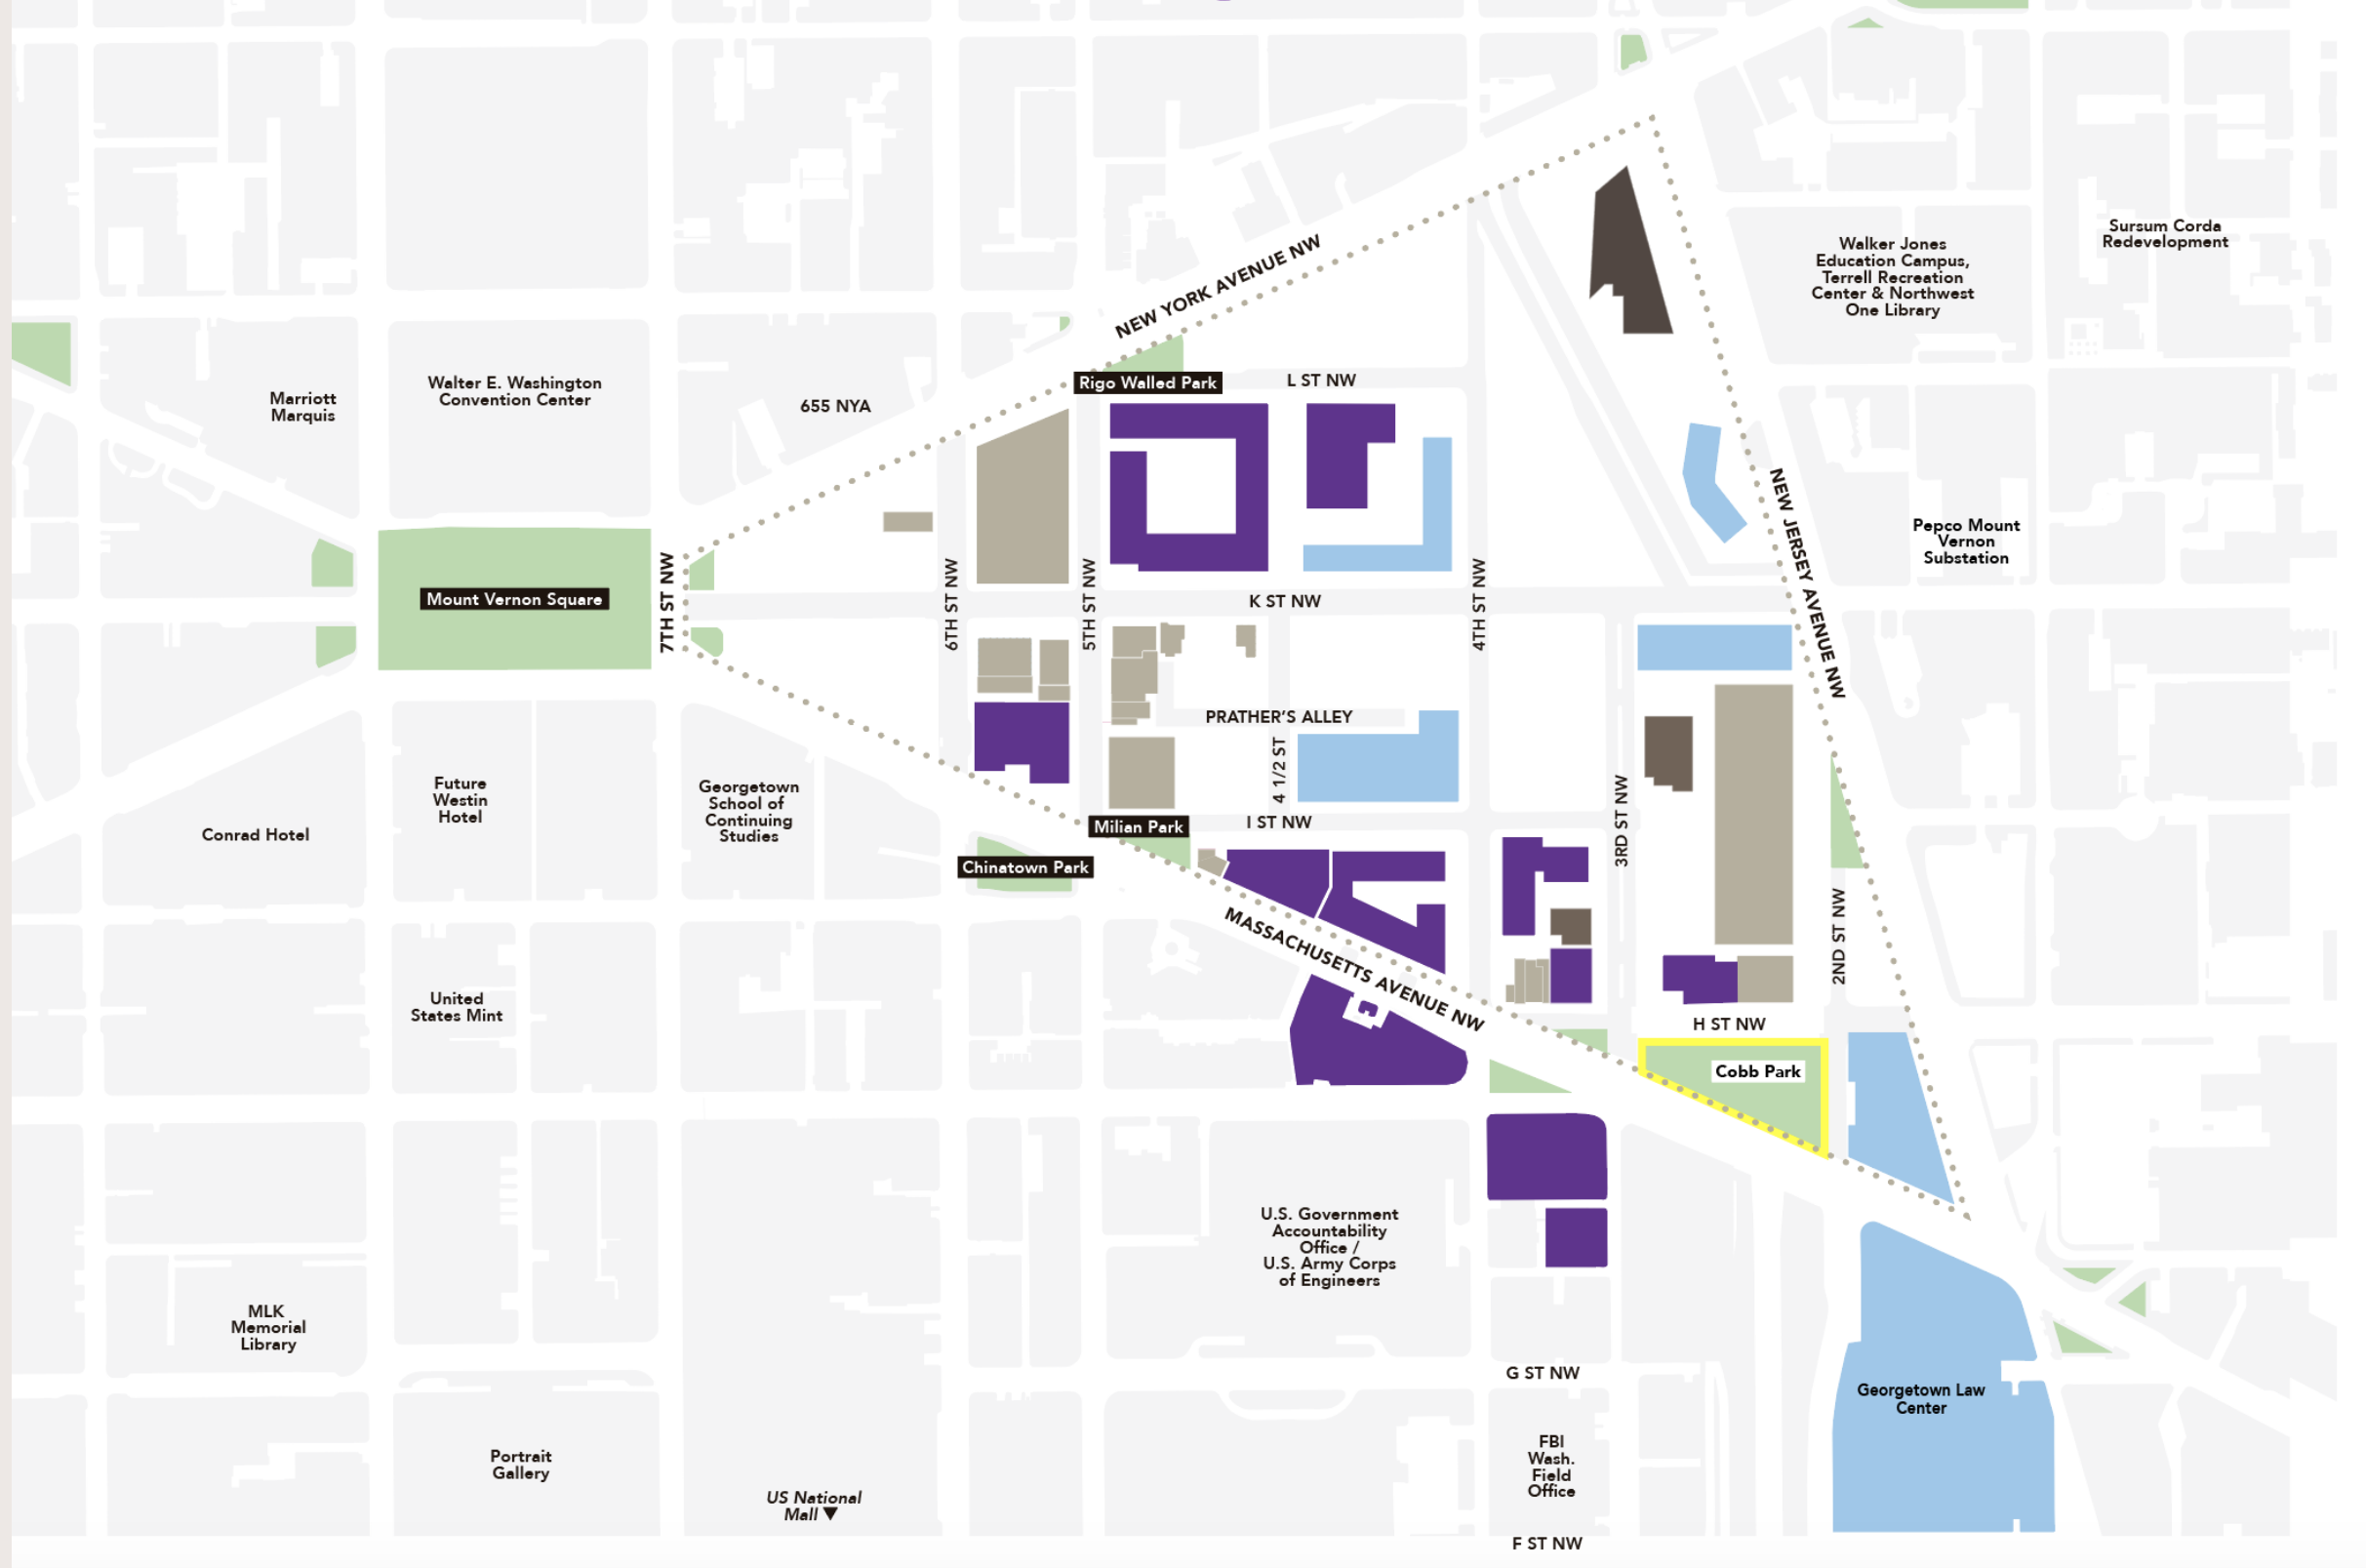 NEW YORK AVENUE NW
Sursum Corda
Redevelopment
Walker Jones
Education Campus,
Terrell Recreation
Center & Northwest
One Library
Marriott
Marquis
Walter E. Washington
Convention Center
655 NYA
Rigo Walled Park
L ST NW
NEW JERSEY AVENUE NW
Pepco Mount
Vernon
Substation
Mount Vernon Square
7TH ST NW
6TH ST NW
5TH ST NW
K ST NW
4TH ST NW
PRATHER'S ALLEY
4 1/2 ST
3RD ST NW
Future
Westin
Hotel
Georgetown
School of
Continuing
Studies
Conrad Hotel
Milian Park
I ST NW
Chinatown Park
MASSACHUSETTS AVENUE NW
2ND ST NW
United
States Mint
H ST NW
Cobb Park
U.S. Government
Accountability
Office /
U.S. Army Corps
of Engineers
MLK
Memorial
Library
G ST NW
Georgetown Law
Center
Portrait
Gallery
FBI
Wash.
Field
Office
US National
Mall ▼
F ST NW